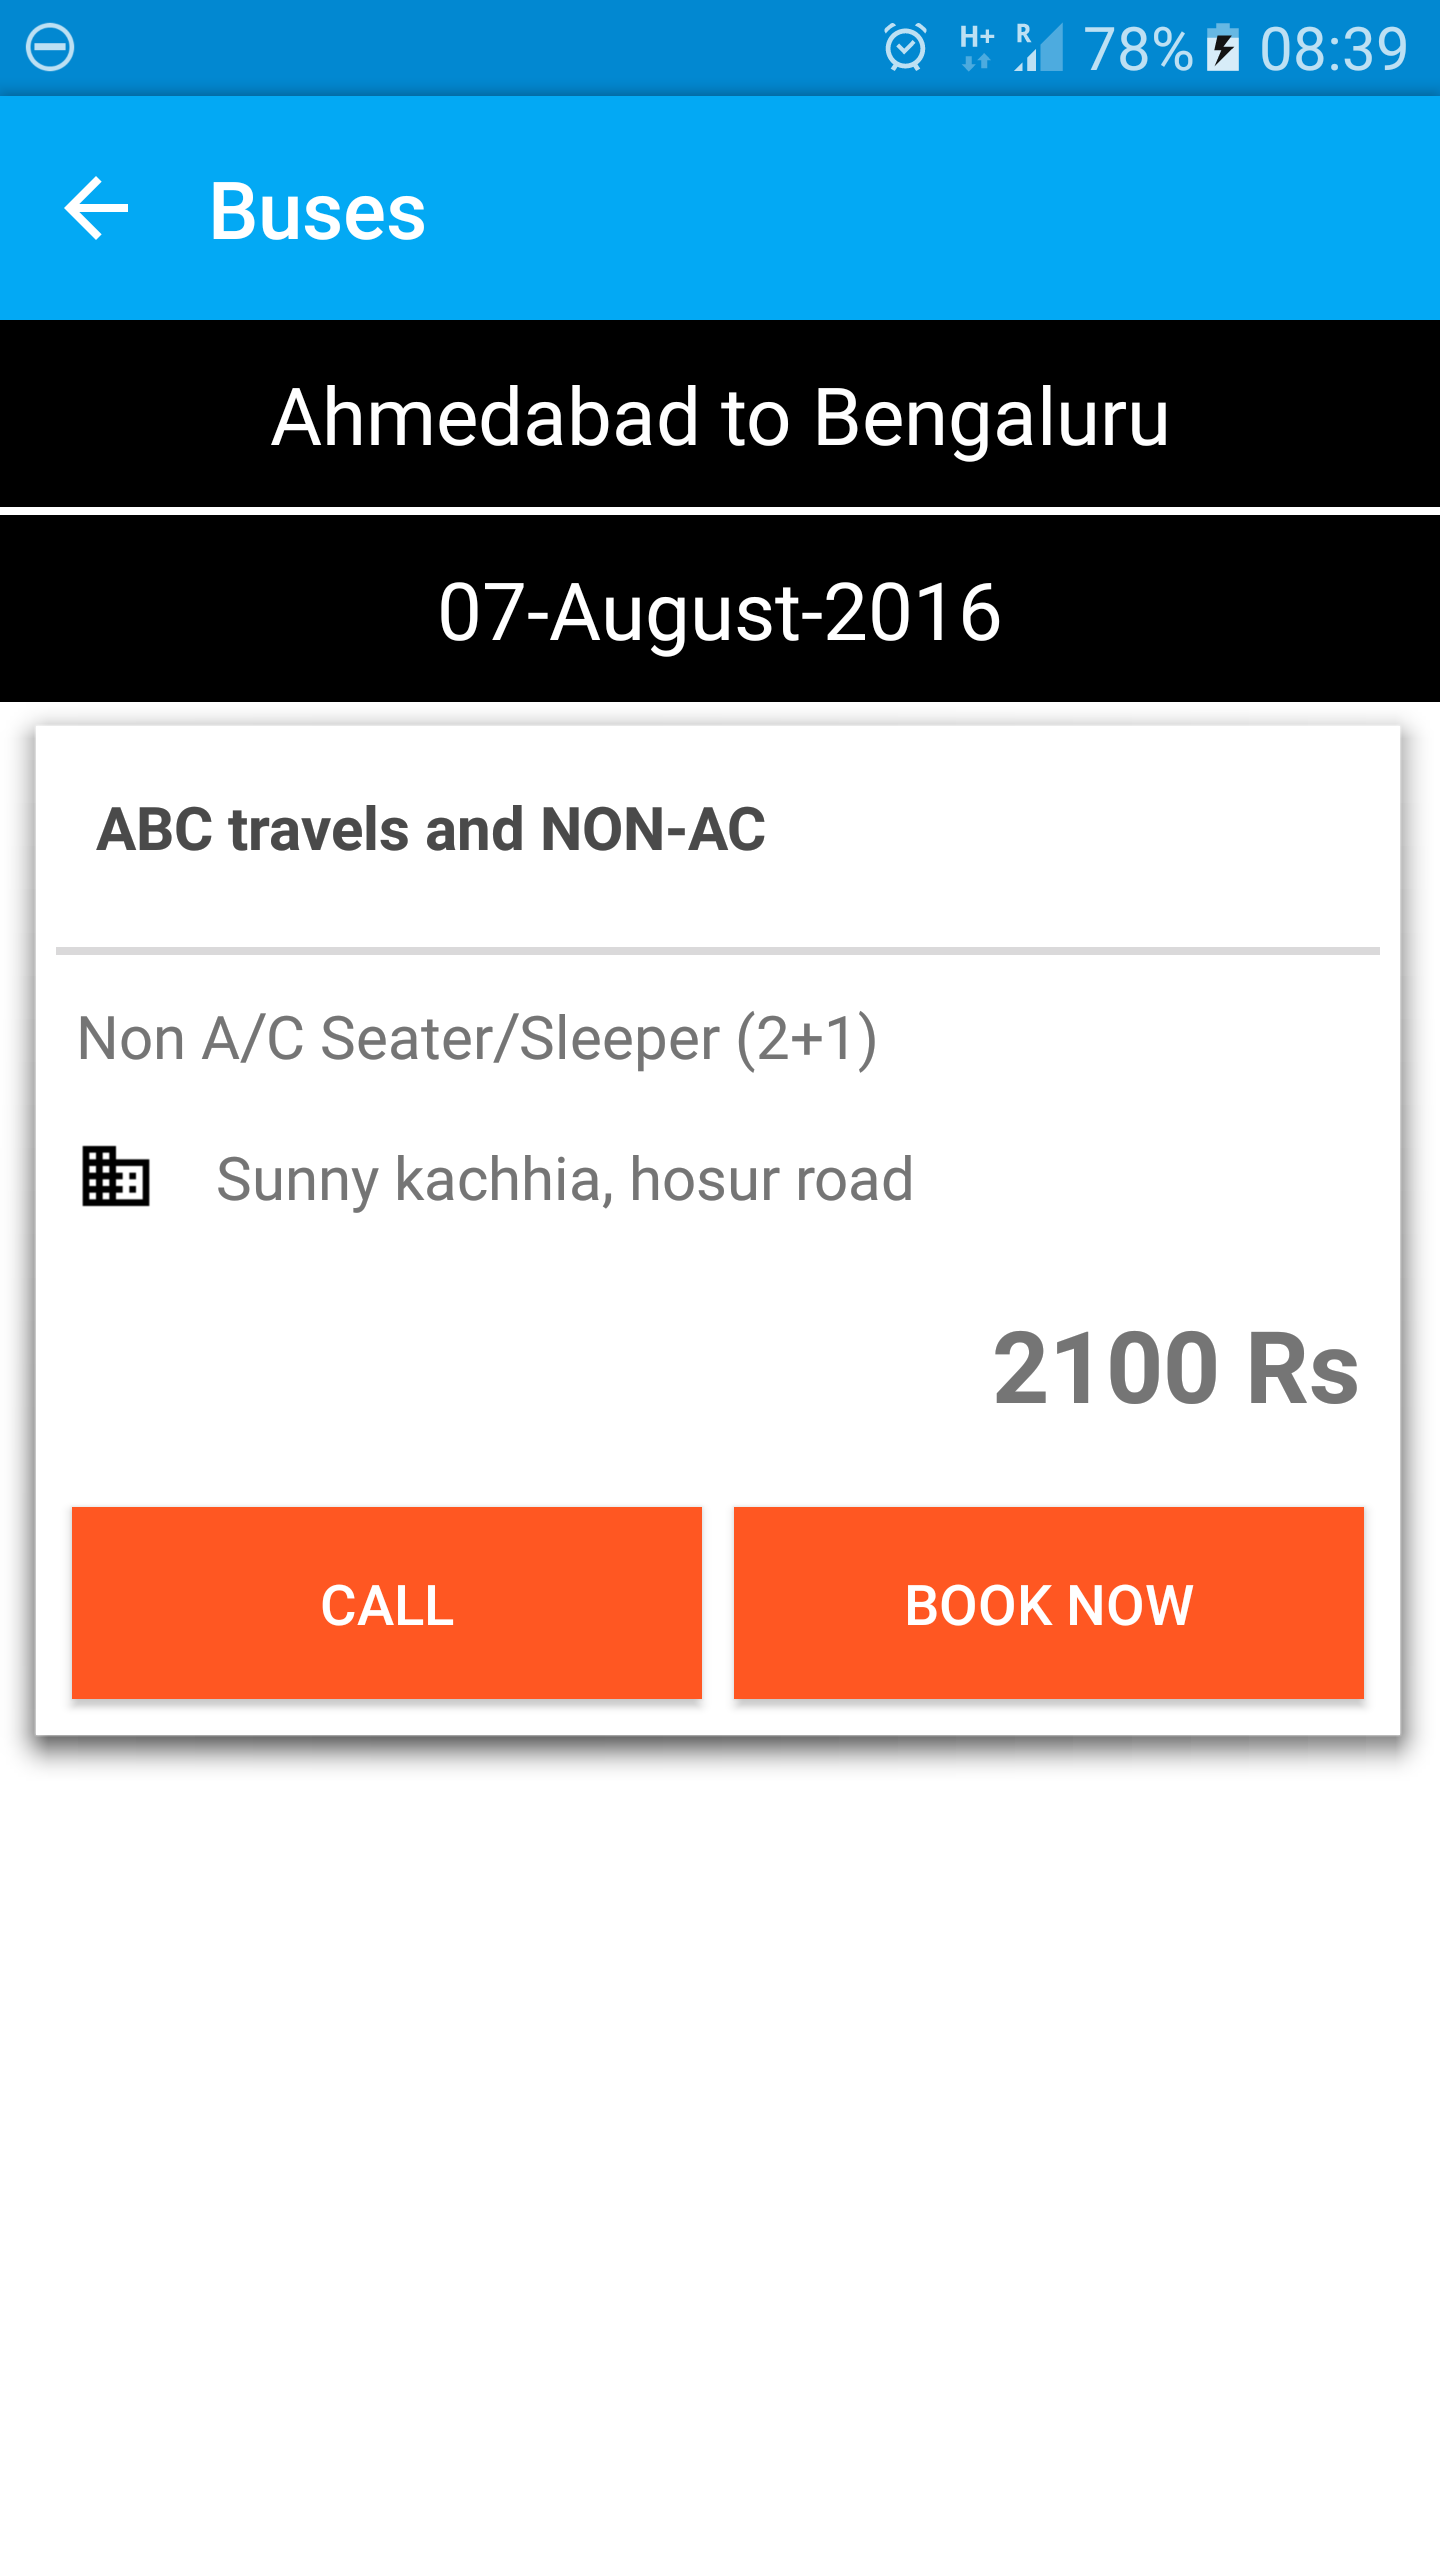 H+ R 78% 08:39
Buses
Ahmedabad to Bengaluru
07-August-2016
ABC travels and NON-AC
Non A/C Seater/Sleeper (2+1)
Sunny kachhia, hosur road
2100 Rs
CALL BOOK NOW